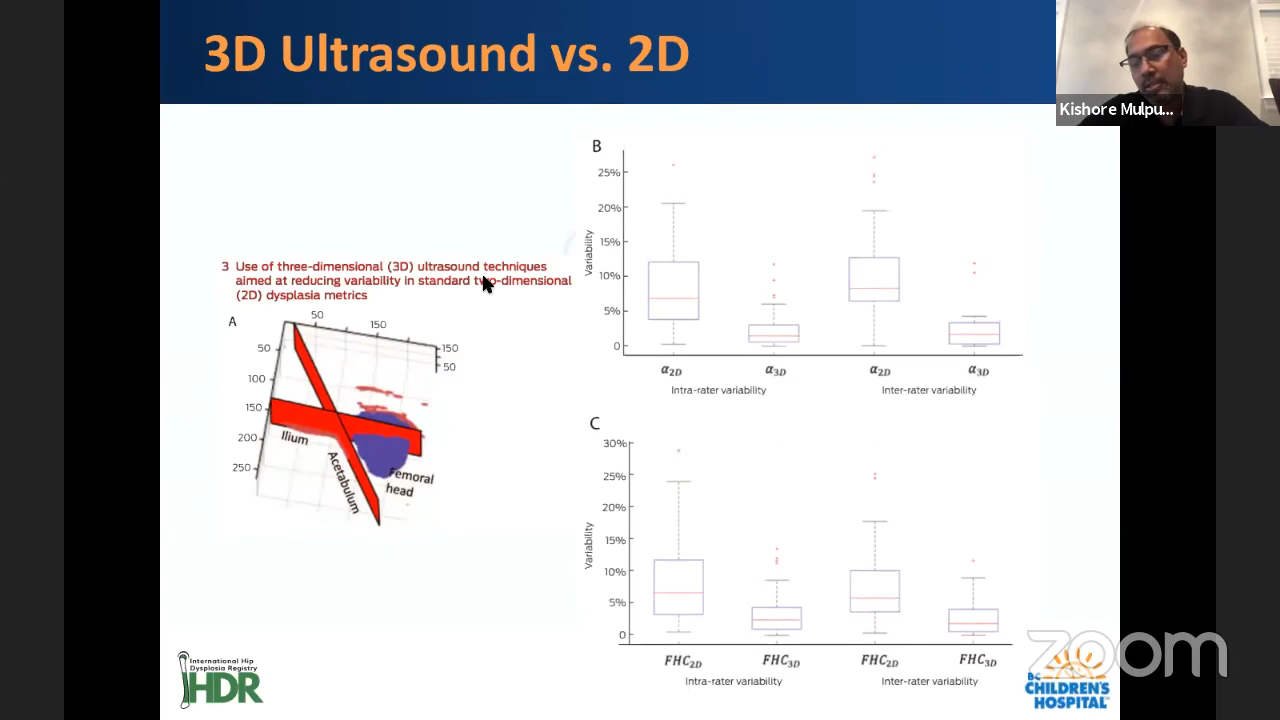 3D Ultrasound vs. 2D
Kishore Mulpu...
3 Use of three-dimensional (3D) ultrasound techniques
aimed at reducing variability in standard two-dimensional
(2D) dysplasia metrics
A
50
150
150
50
50
100
150
200
250
Ilium
Acetabulum
Femoral
head
B
Variability
25%
20%
15%
10%
5%
0
α2D
α3D
α2D
α3D
Intra-rater variability
Inter-rater variability
C
Variability
30%
25%
20%
15%
10%
5%
0
FHC2D
FHC3D
FHC2D
FHC3D
Intra-rater variability
Inter-rater variability
International Hip
Dysplasia Registry
IHDR
zoom
BC
CHILDREN'S
HOSPITAL